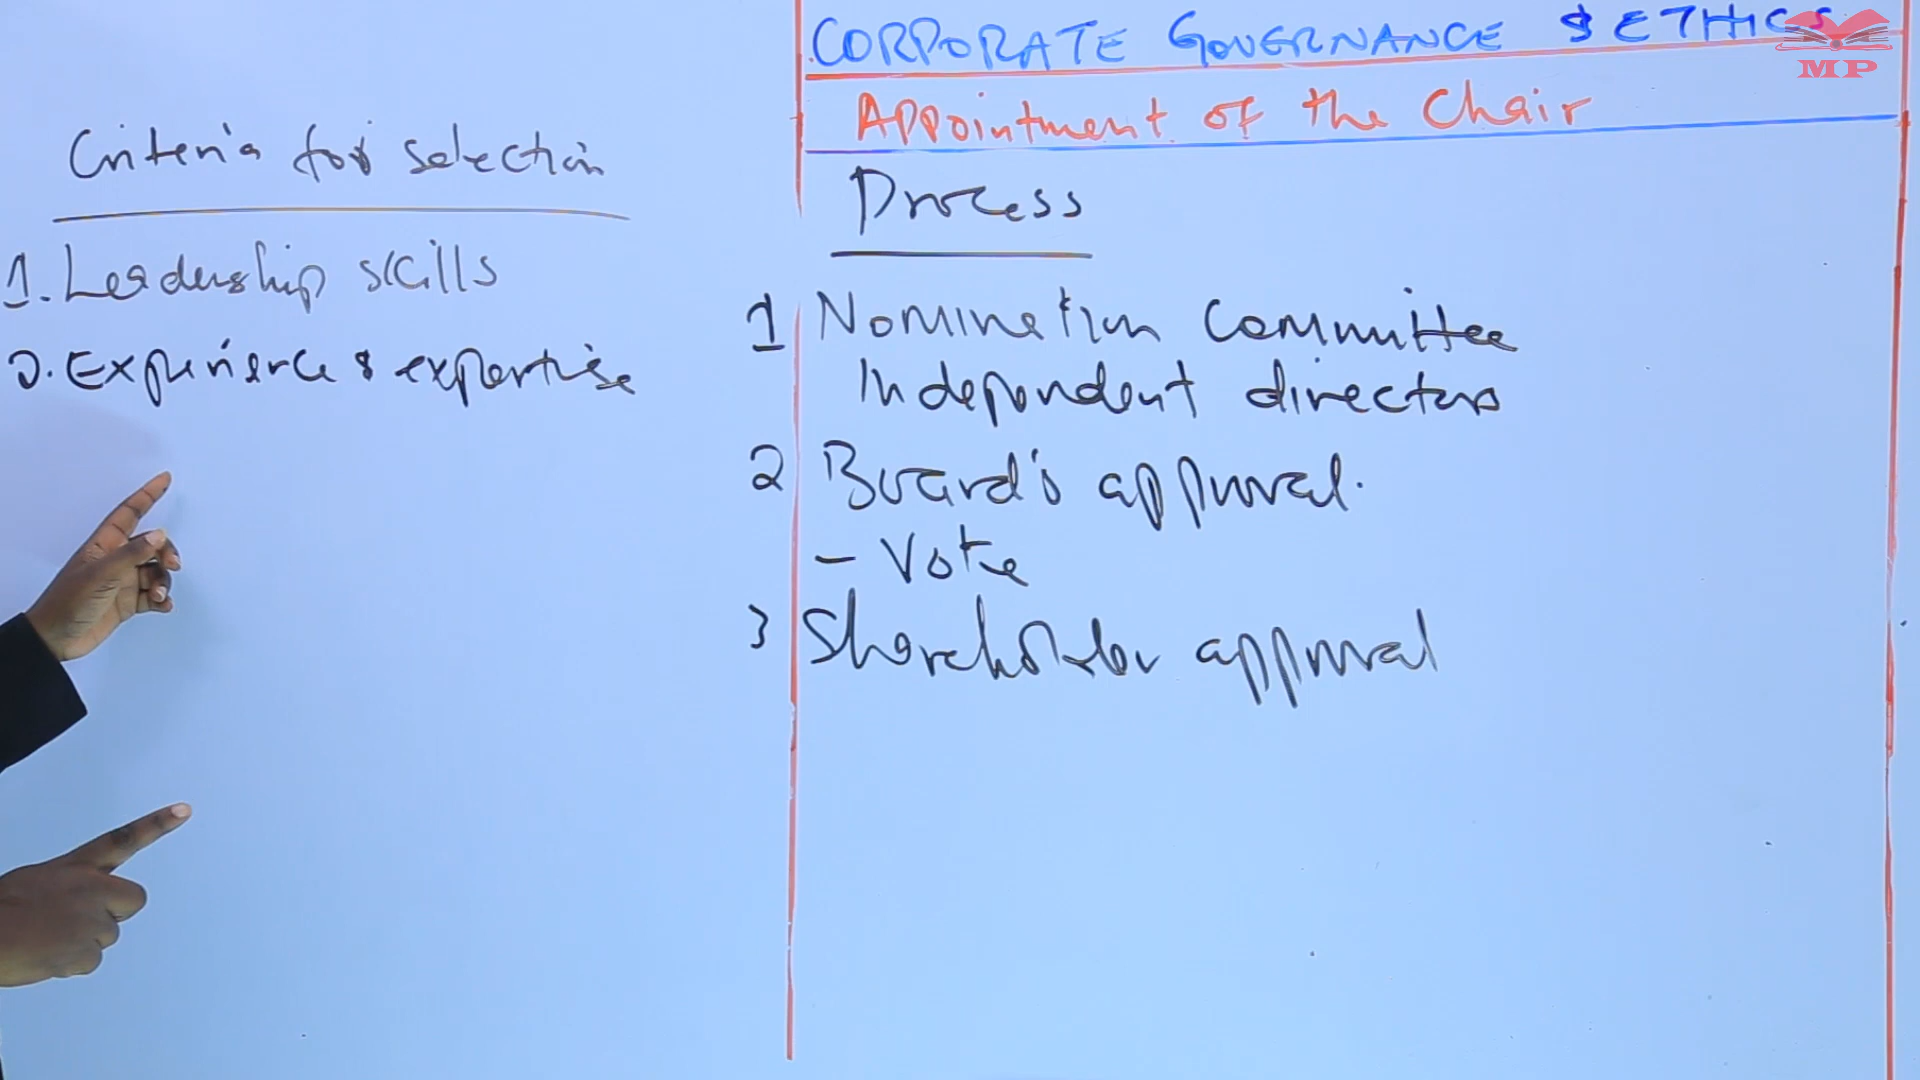 CORPORATE GOVERNANCE & ETHICS
MP
Appointment of the Chair
Process
1 Nomination Committee
Independent directors
2 Board's approval.
- Vote
3 Shareholder approval
Criteria for selection
1. Leadership skills
2. Experience & expertise